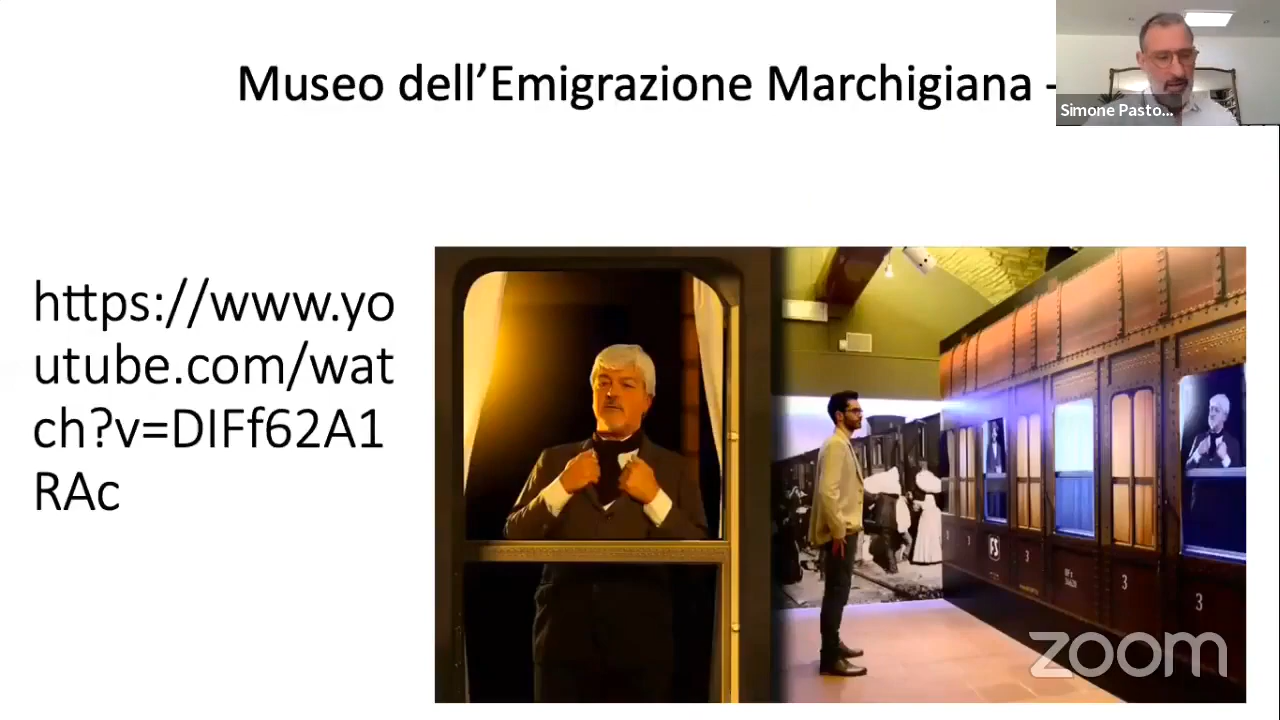 Museo dell’Emigrazione Marchigiana -
Simone Pasto...
https://www.yo
utube.com/wat
ch?v=DIFf62A1
RAc
FS
3
3
3
3
zoom